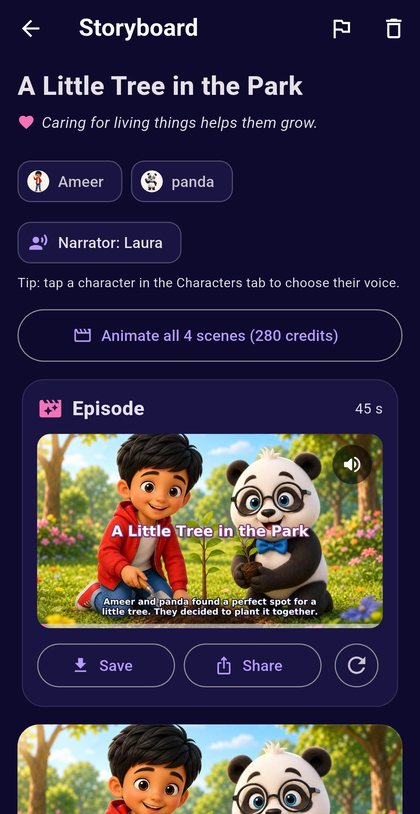 Storyboard
A Little Tree in the Park
Caring for living things helps them grow.
Ameer
panda
Narrator: Laura
Tip: tap a character in the Characters tab to choose their voice.
Animate all 4 scenes (280 credits)
Episode
45 s
A Little Tree in the Park
Ameer and panda found a perfect spot for a
little tree. They decided to plant it together.
Save
Share